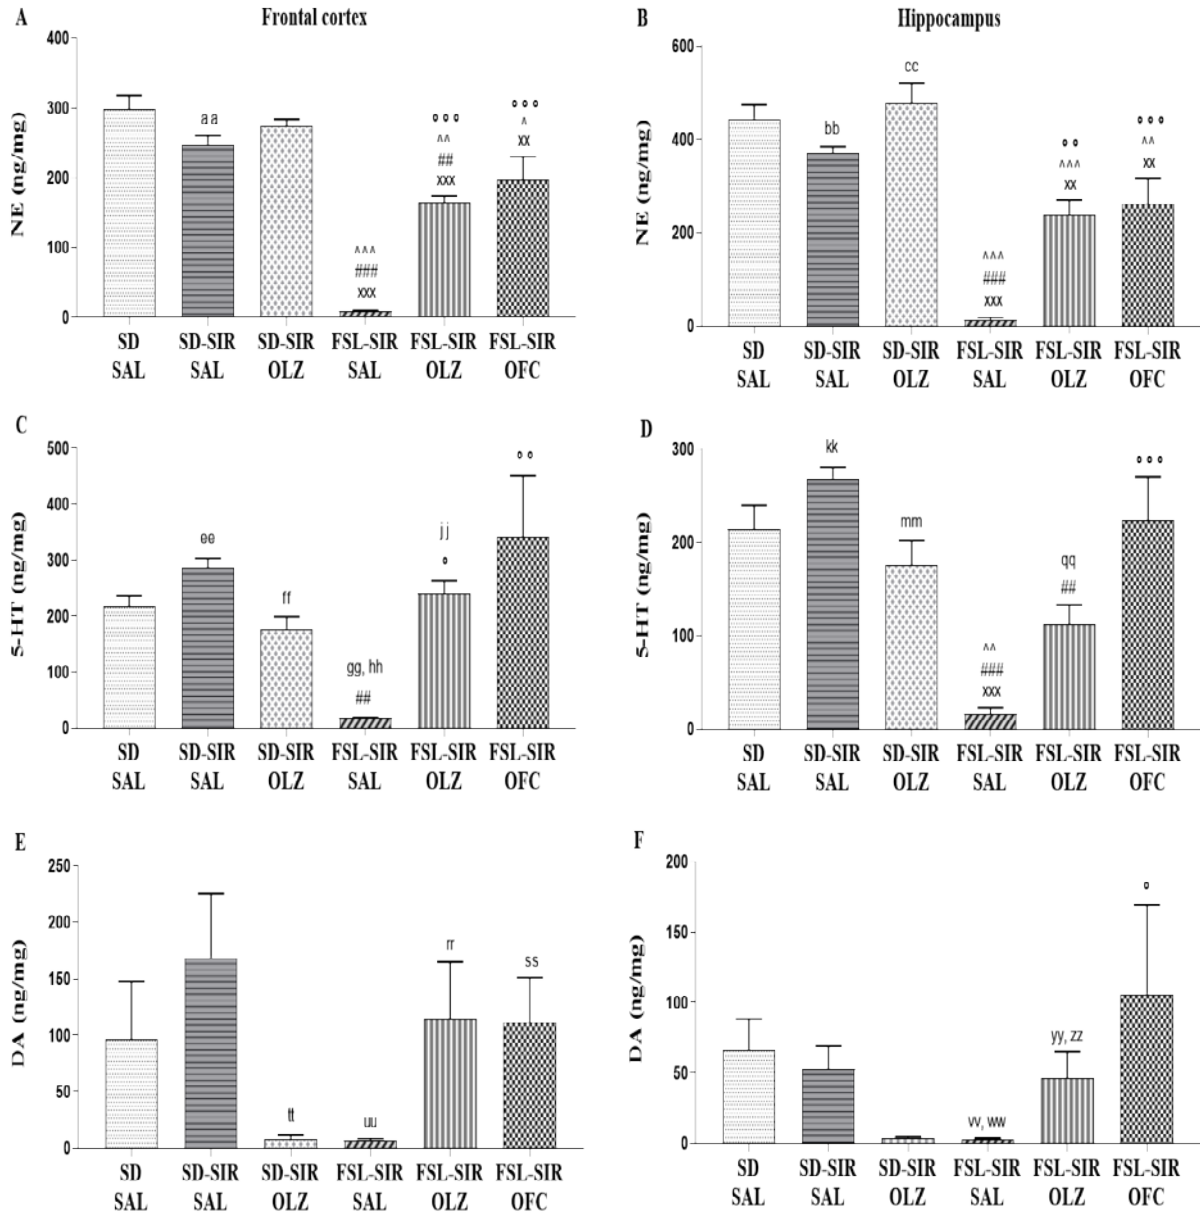 A Frontal cortex
NE (ng/mg)
400
300
200
100
0
aa
^^^
###
xxx
° ° °
^^
##
xxx
° ° °
^
xx
SD SD-SIR SD-SIR FSL-SIR FSL-SIR FSL-SIR
SAL SAL OLZ SAL OLZ OFC
B Hippocampus
NE (ng/mg)
600
400
200
0
bb
cc
^^^
###
xxx
° °
^^^
xx
° ° °
^^
xx
SD SD-SIR SD-SIR FSL-SIR FSL-SIR FSL-SIR
SAL SAL OLZ SAL OLZ OFC
C
5-HT (ng/mg)
500
400
300
200
100
0
ee
ff
gg, hh
##
jj
°
° °
SD SD-SIR SD-SIR FSL-SIR FSL-SIR FSL-SIR
SAL SAL OLZ SAL OLZ OFC
D
5-HT (ng/mg)
300
200
100
0
kk
mm
^^
###
xxx
qq
##
° ° °
SD SD-SIR SD-SIR FSL-SIR FSL-SIR FSL-SIR
SAL SAL OLZ SAL OLZ OFC
E
DA (ng/mg)
250
200
150
100
50
0
tt
uu
rr
ss
SD SD-SIR SD-SIR FSL-SIR FSL-SIR FSL-SIR
SAL SAL OLZ SAL OLZ OFC
F
DA (ng/mg)
200
150
100
50
0
vv, ww
yy, zz
°
SD SD-SIR SD-SIR FSL-SIR FSL-SIR FSL-SIR
SAL SAL OLZ SAL OLZ OFC